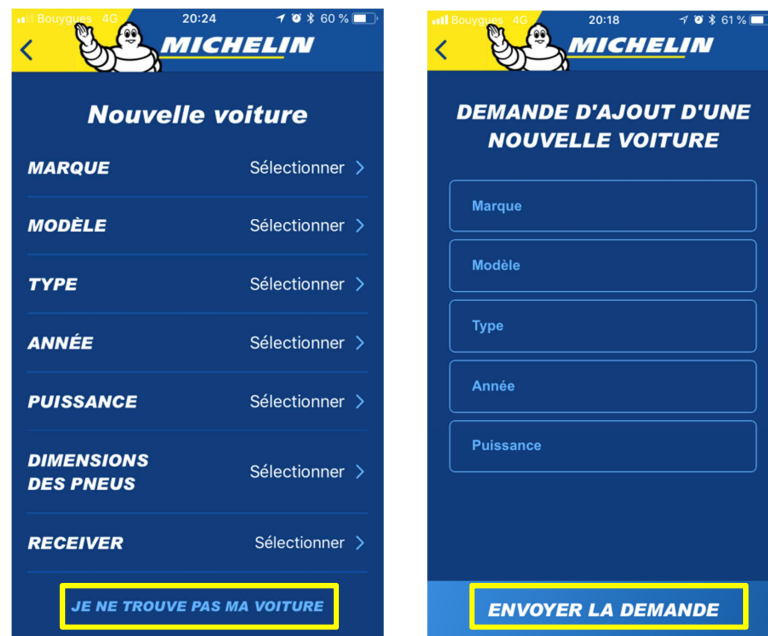 Bouygues 4G 20:24 60 %
MICHELIN
Nouvelle voiture
MARQUE Sélectionner
MODÈLE Sélectionner
TYPE Sélectionner
ANNÉE Sélectionner
PUISSANCE Sélectionner
DIMENSIONS
DES PNEUS Sélectionner
RECEIVER Sélectionner
JE NE TROUVE PAS MA VOITURE
Bouygues 4G 20:18 61 %
MICHELIN
DEMANDE D'AJOUT D'UNE
NOUVELLE VOITURE
Marque
Modèle
Type
Année
Puissance
ENVOYER LA DEMANDE